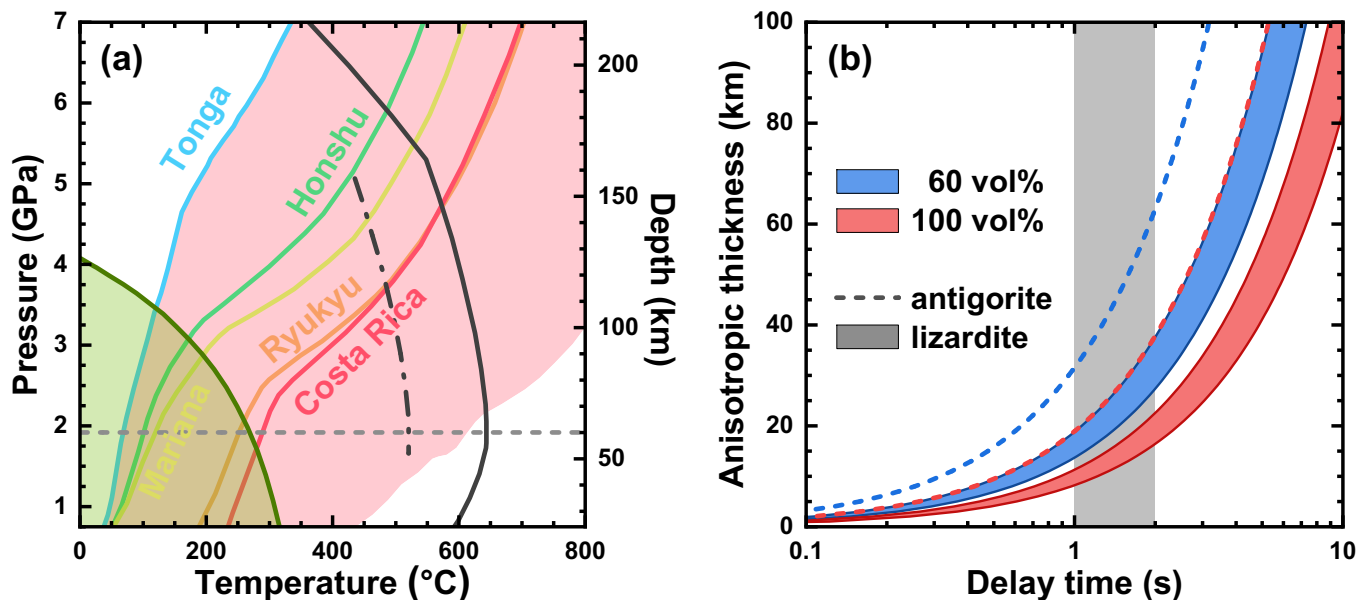 (a)
Tonga
Honshu
Mariana
Ryukyu
Costa Rica
Pressure (GPa)
7
6
5
4
3
2
1
0
200
400
600
800
Temperature (°C)
200
150
100
50
Depth (km)
(b)
60 vol%
100 vol%
antigorite
lizardite
Anisotropic thickness (km)
100
80
60
40
20
0
0.1
1
10
Delay time (s)